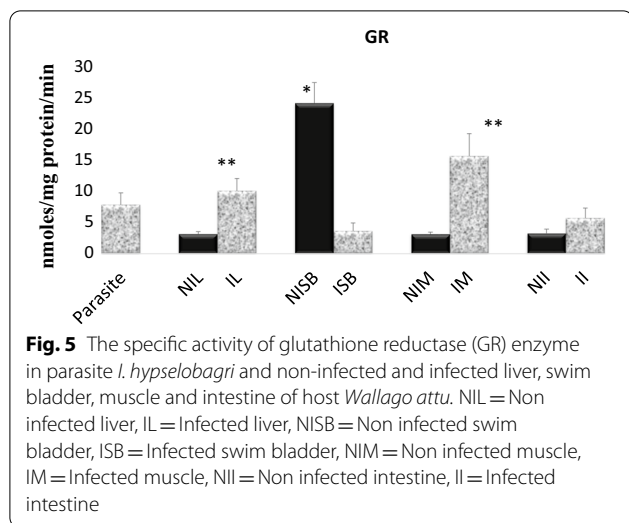 GR
nmoles/mg protein/min
30
25
20
15
10
5
0
*
**
**
Parasite
NIL
IL
NISB
ISB
NIM
IM
NII
II
Fig. 5 The specific activity of glutathione reductase (GR) enzyme
in parasite I. hypselobagri and non-infected and infected liver, swim
bladder, muscle and intestine of host Wallago attu. NIL = Non
infected liver, IL = Infected liver, NISB = Non infected swim
bladder, ISB = Infected swim bladder, NIM = Non infected muscle,
IM = Infected muscle, NII = Non infected intestine, II = Infected
intestine